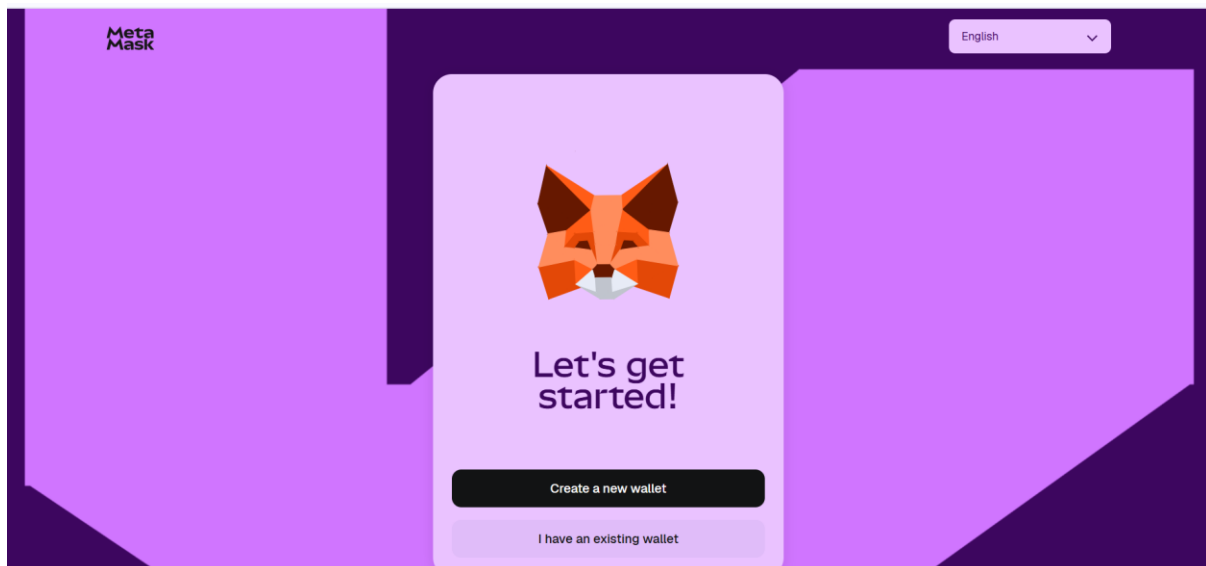 Meta
Mask
English
Let's get
started!
Create a new wallet
I have an existing wallet